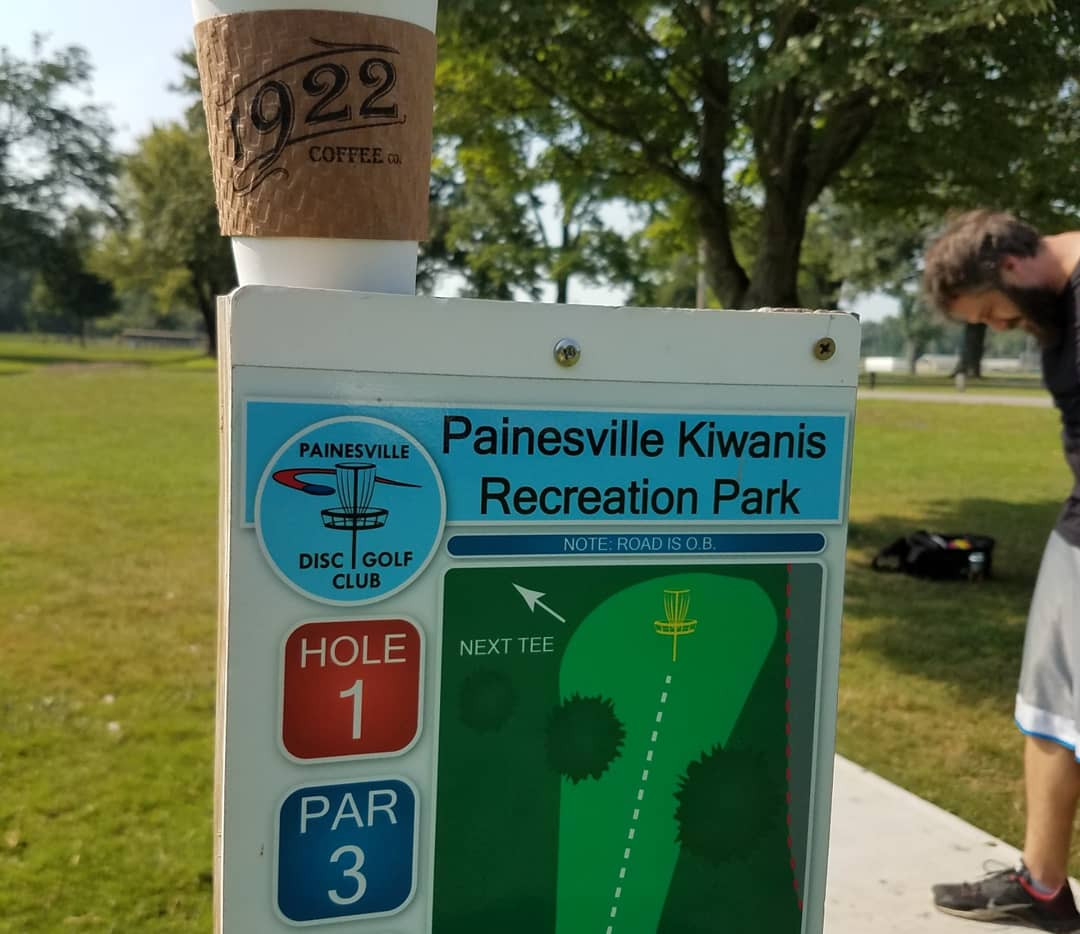 1922
COFFEE CO.
Painesville Kiwanis
Recreation Park
PAINESVILLE
DISC GOLF
CLUB
NOTE: ROAD IS O.B.
NEXT TEE
HOLE
1
PAR
3